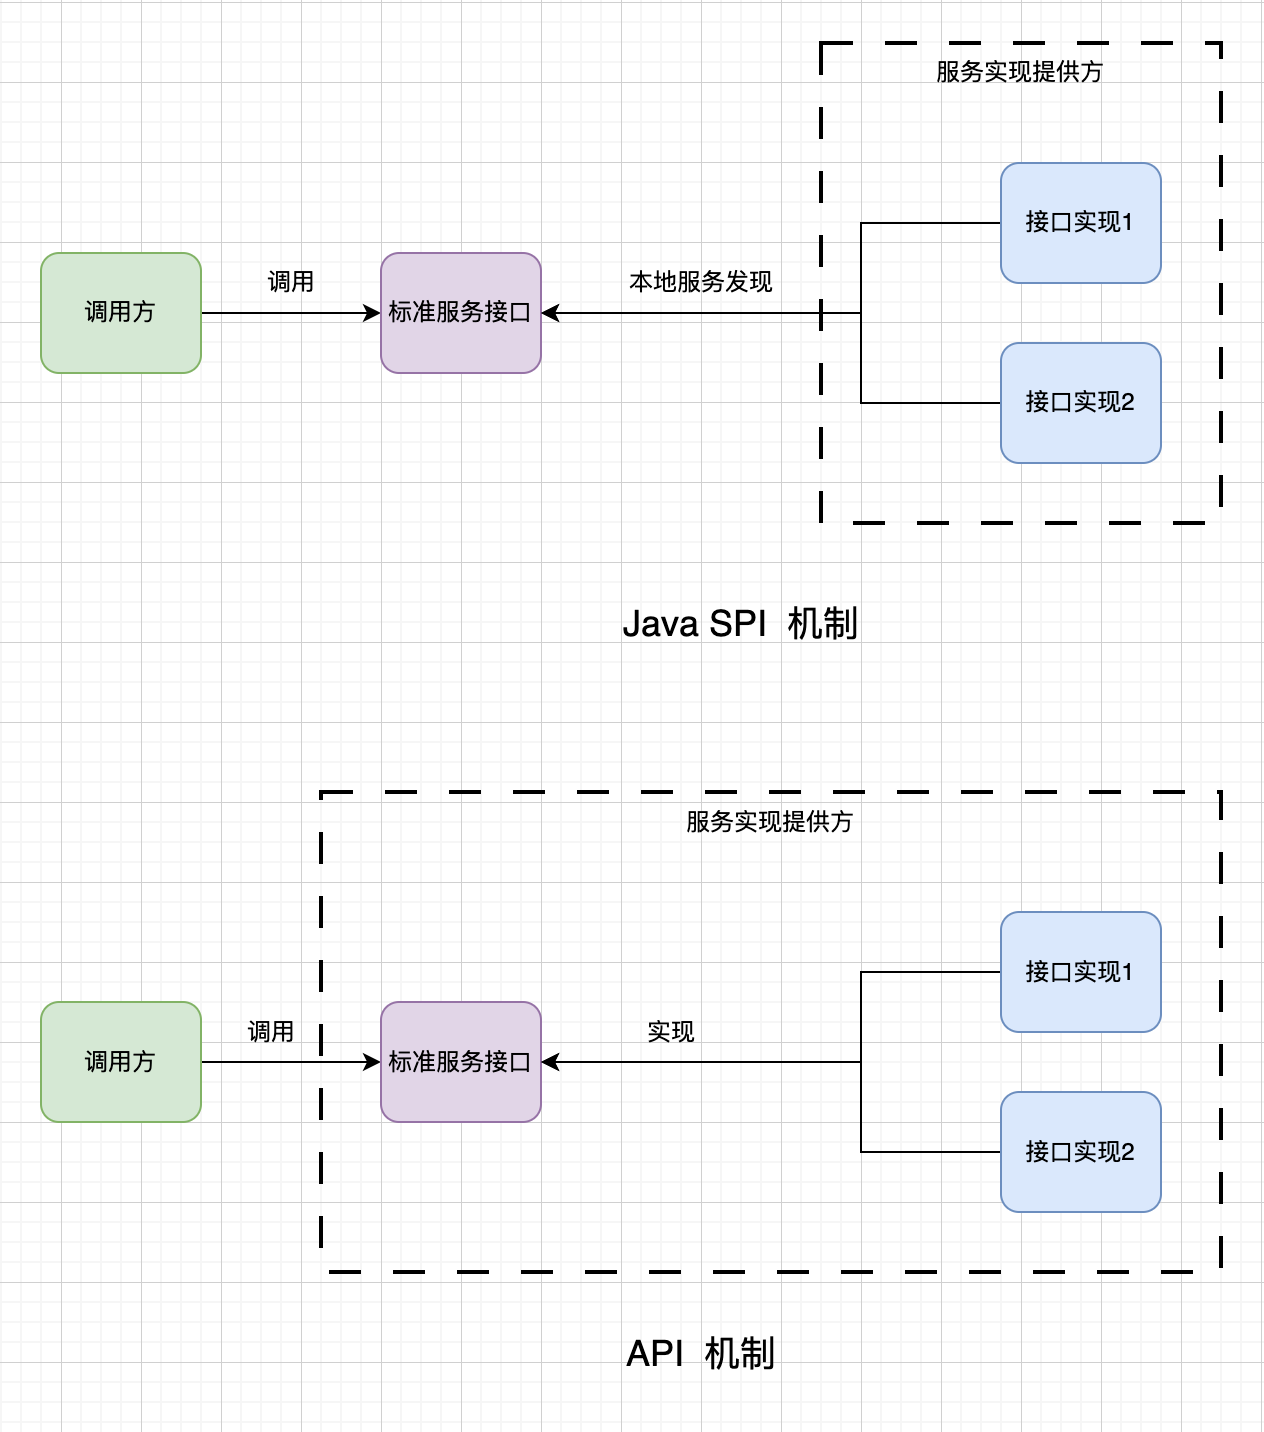 服务实现提供方
接口实现1
调用
本地服务发现
调用方
标准服务接口
接口实现2
Java SPI 机制
服务实现提供方
接口实现1
调用
实现
调用方
标准服务接口
接口实现2
API 机制